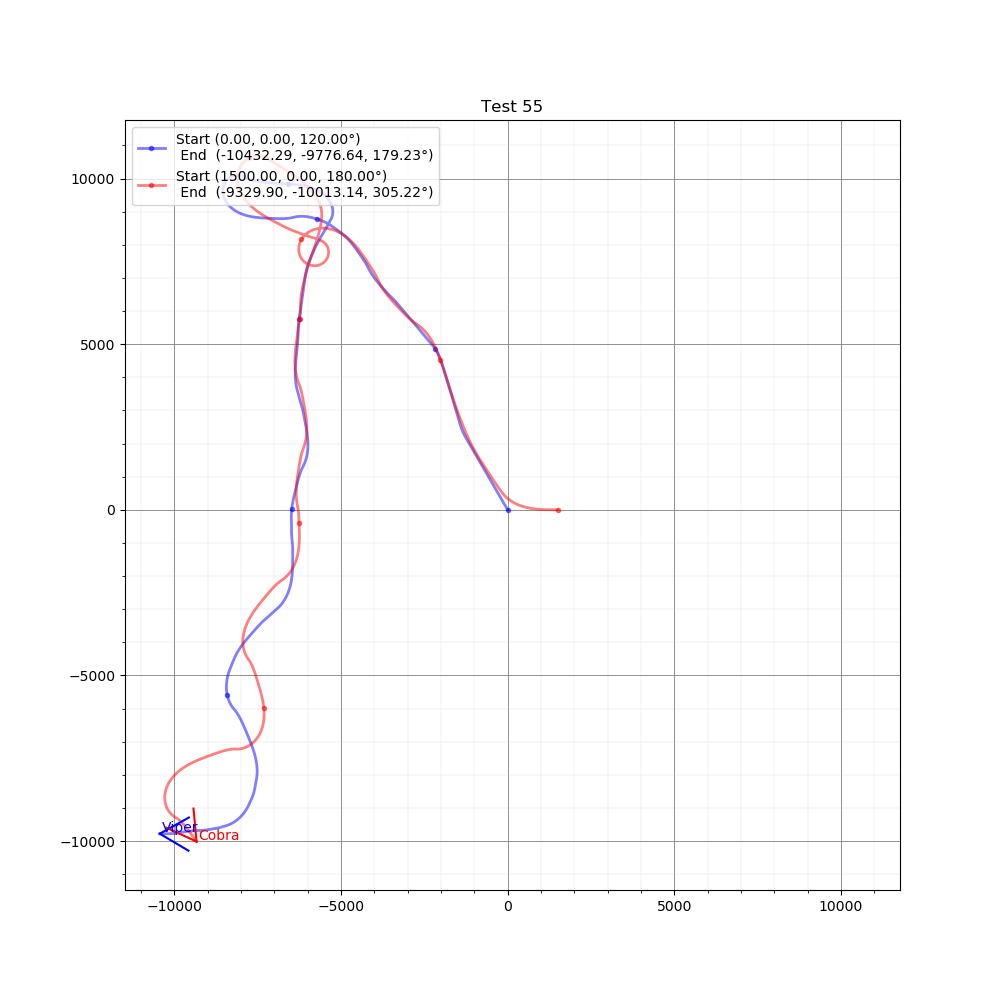 Test 55
Start (0.00, 0.00, 120.00°)
End (-10432.29, -9776.64, 179.23°)
Start (1500.00, 0.00, 180.00°)
End (-9329.90, -10013.14, 305.22°)
10000
5000
0
−5000
−10000
Viper
Cobra
−10000 −5000 0 5000 10000